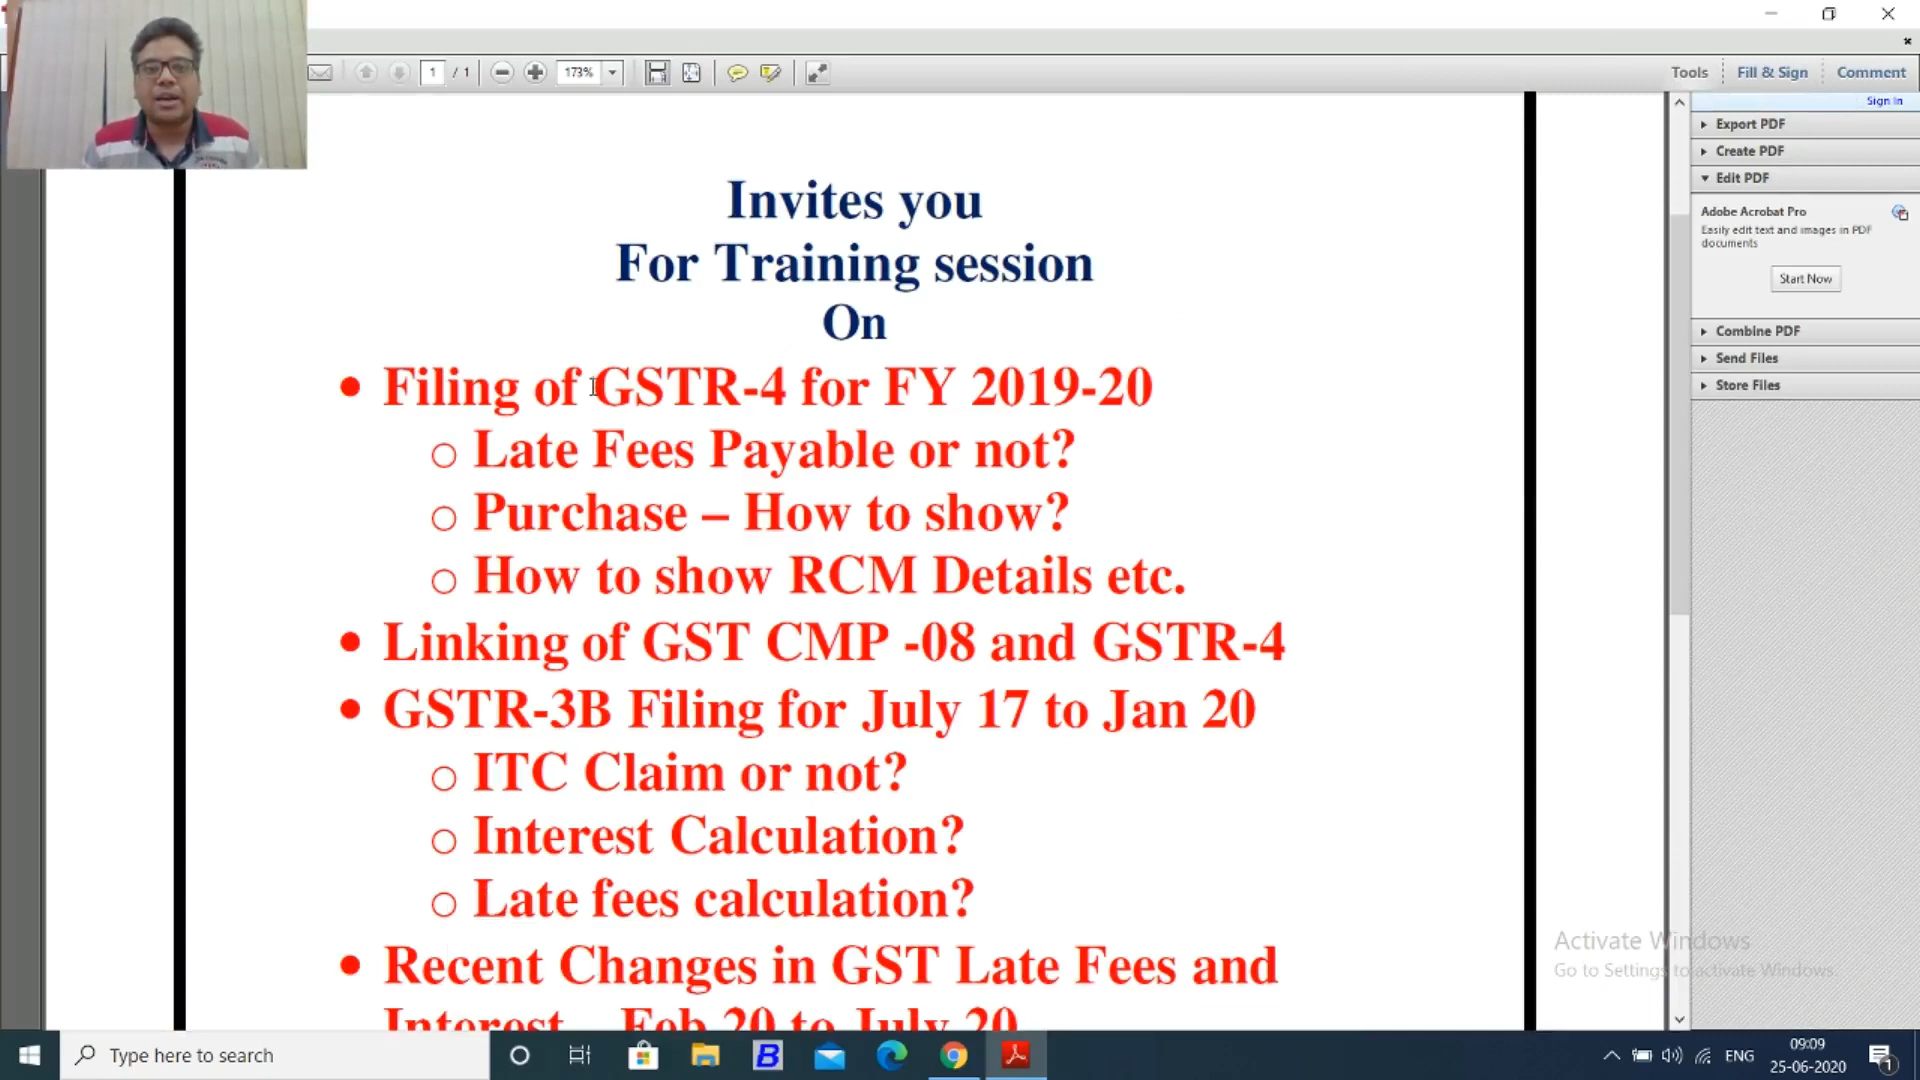 1 / 1
173%
Tools
Fill & Sign
Comment
Sign In
Export PDF
Create PDF
Edit PDF
Adobe Acrobat Pro
Easily edit text and images in PDF
documents
Start Now
Combine PDF
Send Files
Store Files
Invites you
For Training session
On
• Filing of GSTR-4 for FY 2019-20
o Late Fees Payable or not?
o Purchase – How to show?
o How to show RCM Details etc.
• Linking of GST CMP -08 and GSTR-4
• GSTR-3B Filing for July 17 to Jan 20
o ITC Claim or not?
o Interest Calculation?
o Late fees calculation?
• Recent Changes in GST Late Fees and
Interest – Feb 20 to July 20
Activate Windows
Go to Settings to activate Windows.
Type here to search
B
ENG
09:09
25-06-2020
1